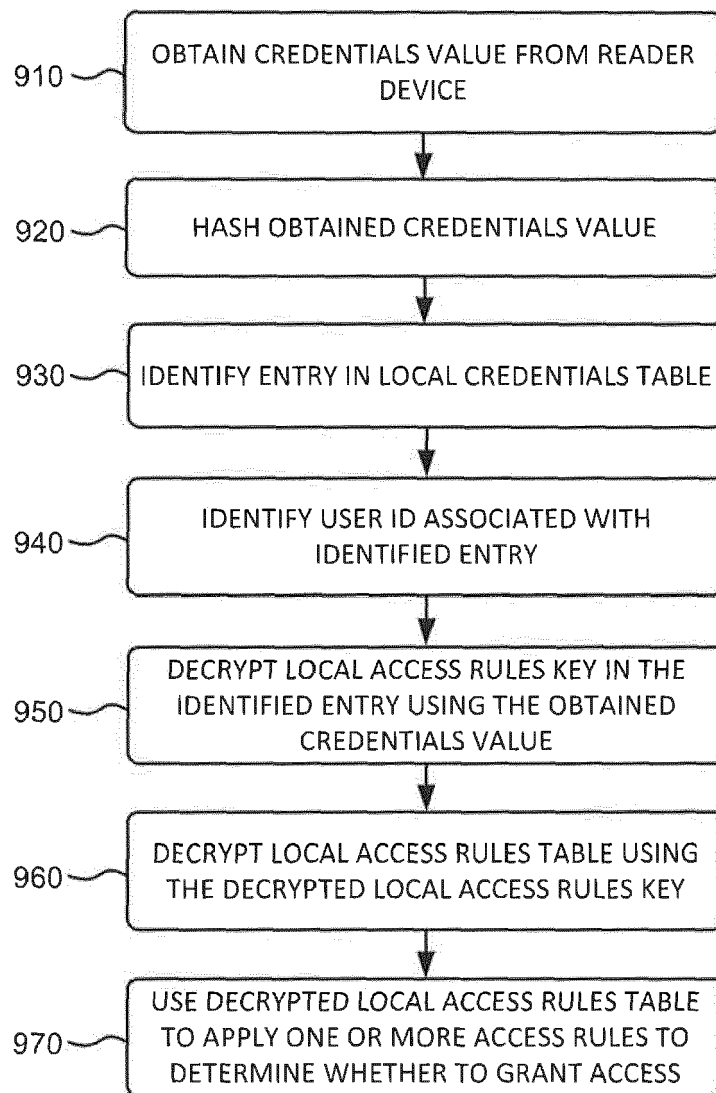 910
OBTAIN CREDENTIALS VALUE FROM READER
DEVICE
920
HASH OBTAINED CREDENTIALS VALUE
930
IDENTIFY ENTRY IN LOCAL CREDENTIALS TABLE
940
IDENTIFY USER ID ASSOCIATED WITH
IDENTIFIED ENTRY
950
DECRYPT LOCAL ACCESS RULES KEY IN THE
IDENTIFIED ENTRY USING THE OBTAINED
CREDENTIALS VALUE
960
DECRYPT LOCAL ACCESS RULES TABLE USING
THE DECRYPTED LOCAL ACCESS RULES KEY
970
USE DECRYPTED LOCAL ACCESS RULES TABLE
TO APPLY ONE OR MORE ACCESS RULES TO
DETERMINE WHETHER TO GRANT ACCESS